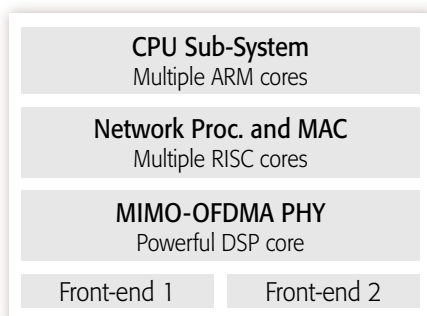 CPU Sub-System
Multiple ARM cores
Network Proc. and MAC
Multiple RISC cores
MIMO-OFDMA PHY
Powerful DSP core
Front-end 1
Front-end 2